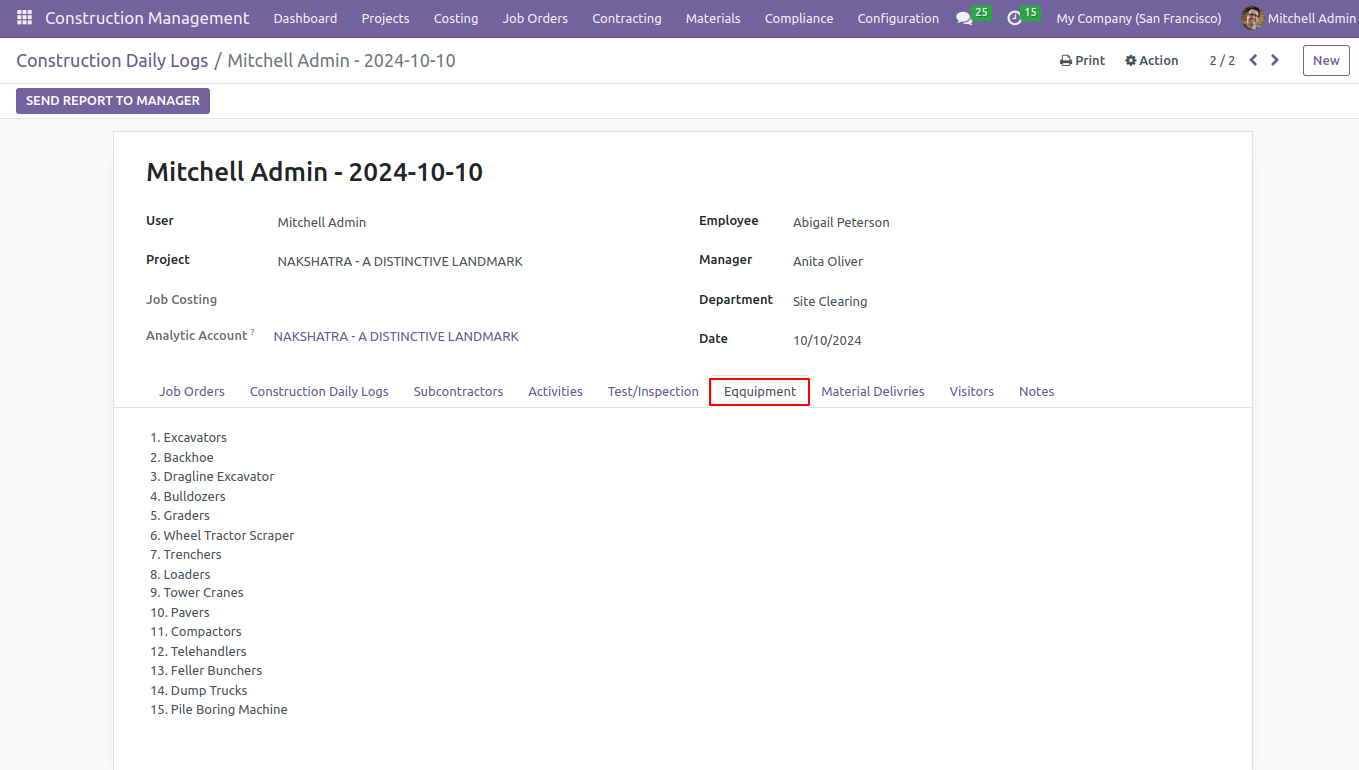 Construction Management Dashboard Projects Costing Job Orders Contracting Materials Compliance Configuration 25 15 My Company (San Francisco) Mitchell Admin
Construction Daily Logs / Mitchell Admin - 2024-10-10 Print Action 2 / 2 New
SEND REPORT TO MANAGER
Mitchell Admin - 2024-10-10
User Mitchell Admin Employee Abigail Peterson
Project NAKSHATRA - A DISTINCTIVE LANDMARK Manager Anita Oliver
Job Costing Department Site Clearing
Analytic Account ? NAKSHATRA - A DISTINCTIVE LANDMARK Date 10/10/2024
Job Orders Construction Daily Logs Subcontractors Activities Test/Inspection Eqquipment Material Delivries Visitors Notes
1. Excavators
2. Backhoe
3. Dragline Excavator
4. Bulldozers
5. Graders
6. Wheel Tractor Scraper
7. Trenchers
8. Loaders
9. Tower Cranes
10. Pavers
11. Compactors
12. Telehandlers
13. Feller Bunchers
14. Dump Trucks
15. Pile Boring Machine